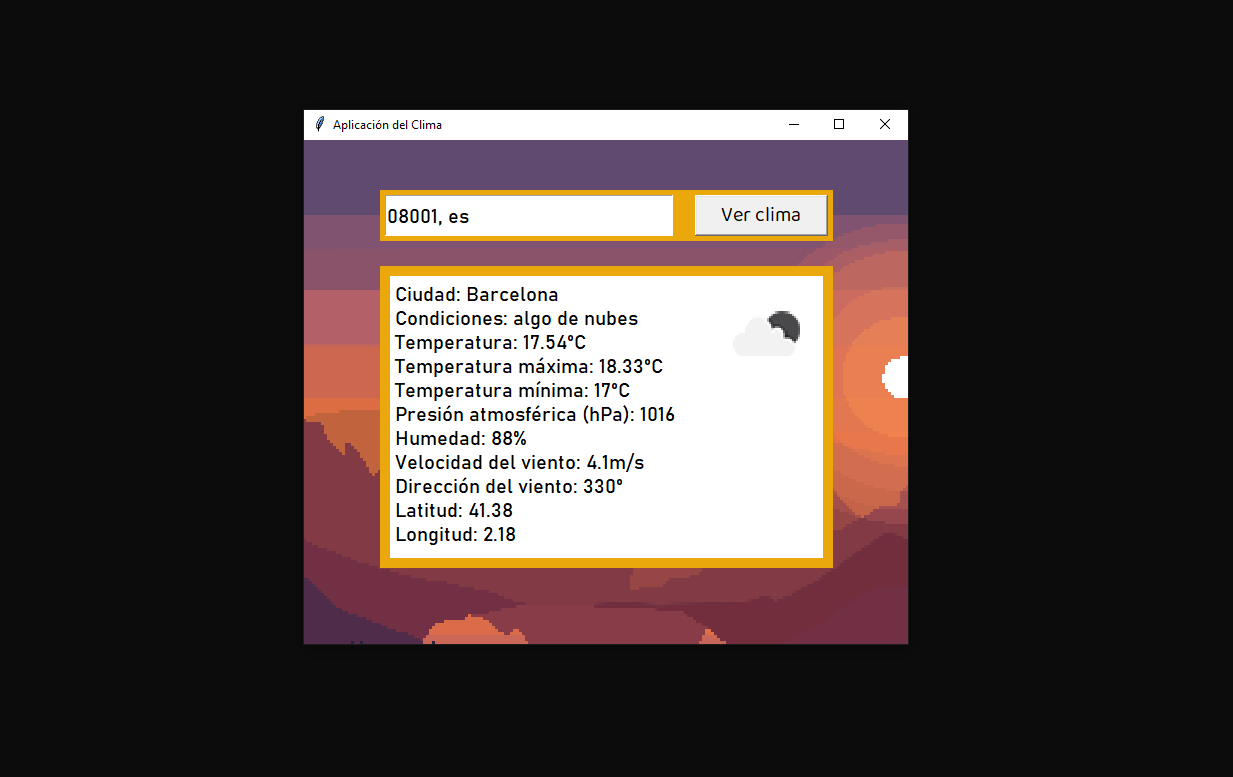 Aplicación del Clima
08001, es
Ver clima
Ciudad: Barcelona
Condiciones: algo de nubes
Temperatura: 17.54°C
Temperatura máxima: 18.33°C
Temperatura mínima: 17°C
Presión atmosférica (hPa): 1016
Humedad: 88%
Velocidad del viento: 4.1m/s
Dirección del viento: 330°
Latitud: 41.38
Longitud: 2.18